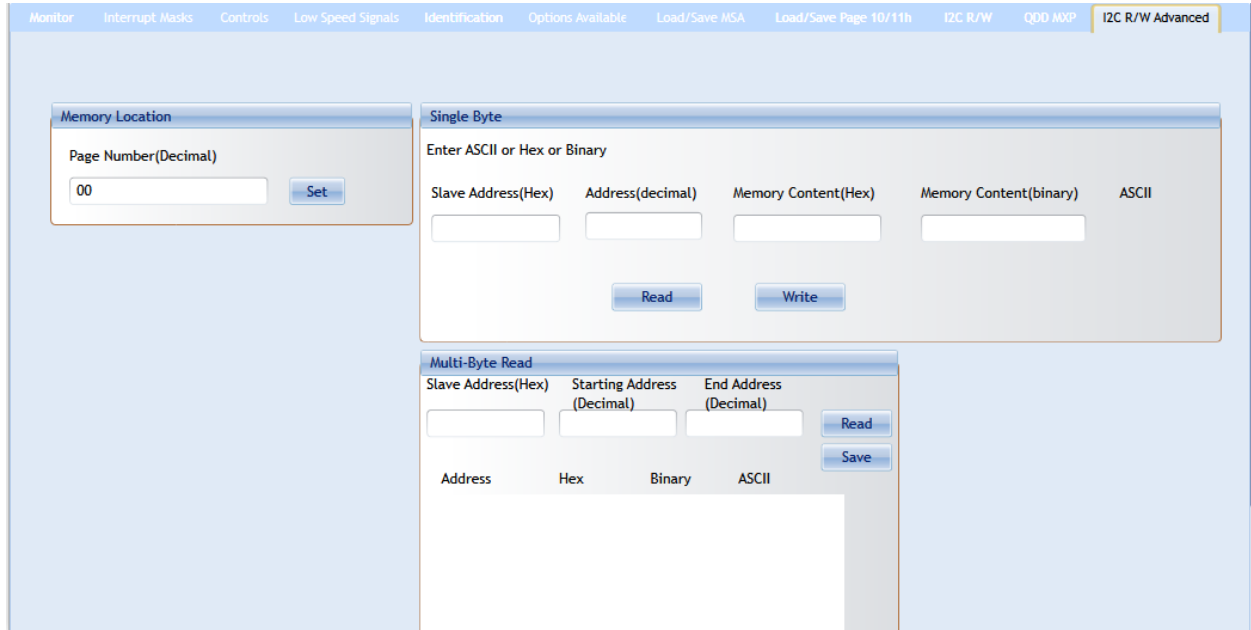 Monitor Interrupt Masks Controls Low Speed Signals Identification Options Available Load/Save MSA Load/Save Page 10/11h I2C R/W QDD MXP I2C R/W Advanced
Memory Location
Page Number(Decimal)
00 Set
Single Byte
Enter ASCII or Hex or Binary
Slave Address(Hex) Address(decimal) Memory Content(Hex) Memory Content(binary) ASCII
Read Write
Multi-Byte Read
Slave Address(Hex) Starting Address End Address
(Decimal) (Decimal)
Read
Save
Address Hex Binary ASCII